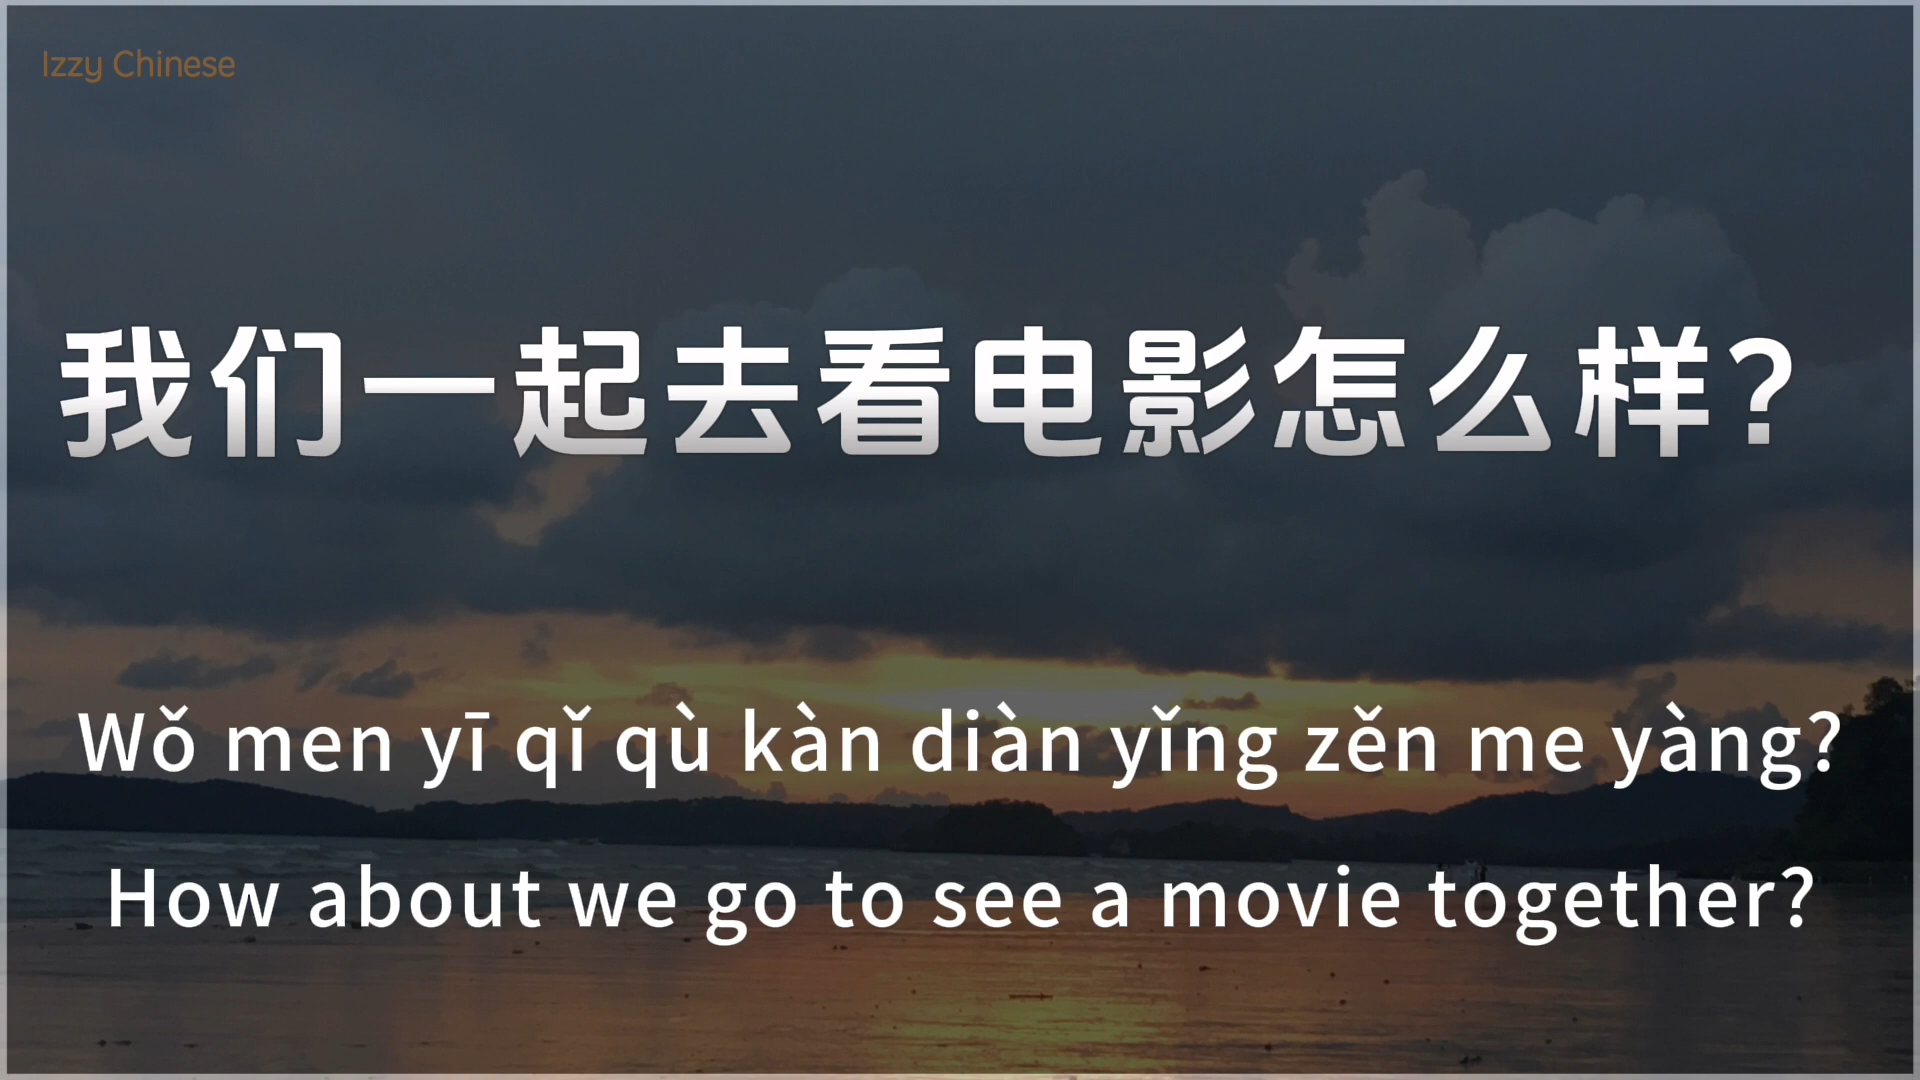 Izzy Chinese
我们一起去看电影怎么样?
Wǒ men yī qǐ qù kàn diàn yǐng zěn me yàng?
How about we go to see a movie together?